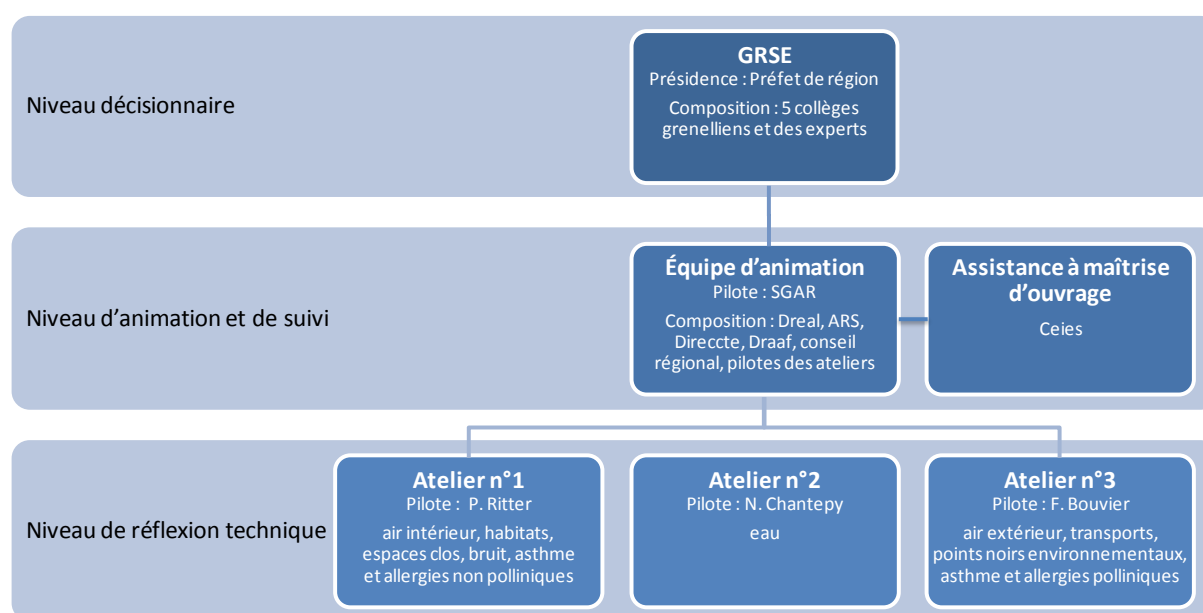 Niveau décisionnaire
GRSE
Présidence : Préfet de région
Composition : 5 collèges
grenelliens et des experts
Niveau d'animation et de suivi
Équipe d'animation
Pilote : SGAR
Composition : Dreal, ARS,
Direccte, Draaf, conseil
régional, pilotes des ateliers
Assistance à maîtrise
d'ouvrage
Ceies
Niveau de réflexion technique
Atelier n°1
Pilote : P. Ritter
air intérieur, habitats,
espaces clos, bruit, asthme
et allergies non polliniques
Atelier n°2
Pilote : N. Chantepy
eau
Atelier n°3
Pilote : F. Bouvier
air extérieur, transports,
points noirs environnementaux,
asthme et allergies polliniques